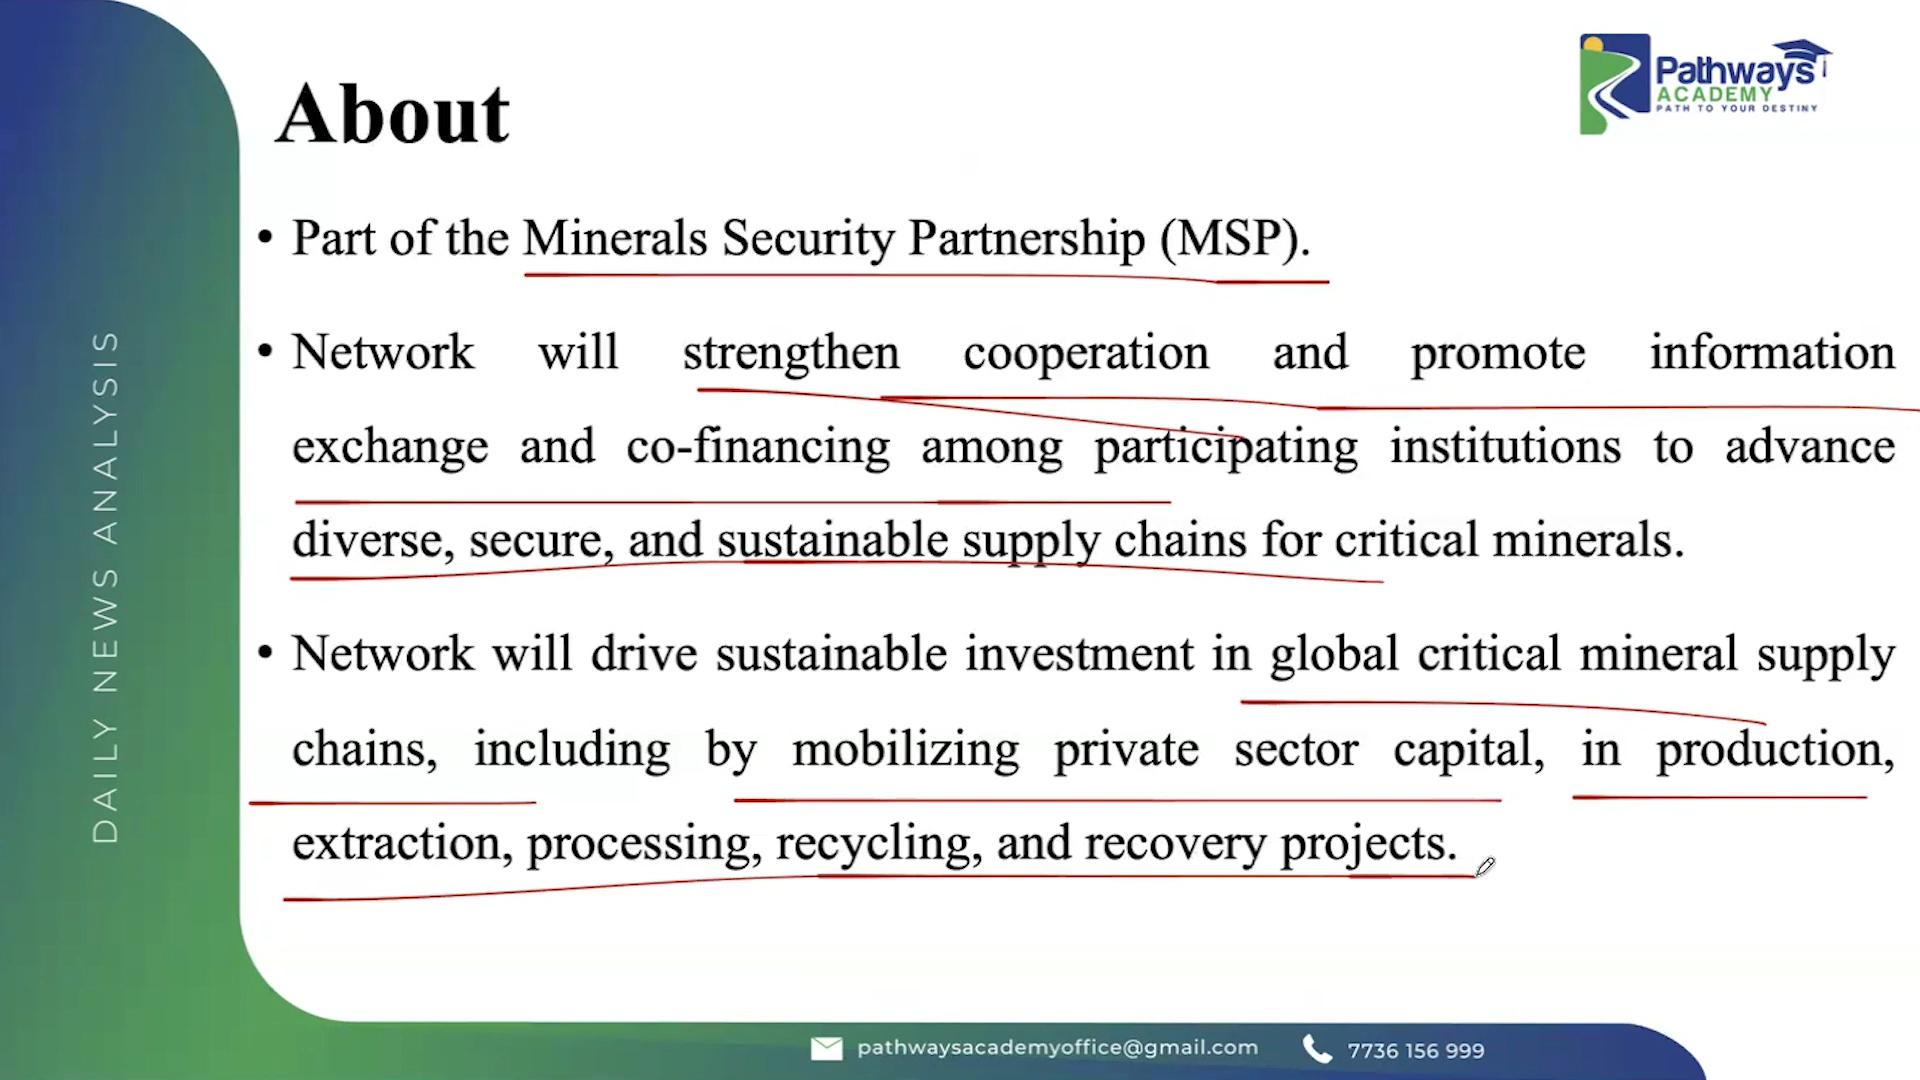 Pathways
ACADEMY
PATH TO YOUR DESTINY
About
• Part of the Minerals Security Partnership (MSP).
• Network will strengthen cooperation and promote information
exchange and co-financing among participating institutions to advance
diverse, secure, and sustainable supply chains for critical minerals.
• Network will drive sustainable investment in global critical mineral supply
chains, including by mobilizing private sector capital, in production,
extraction, processing, recycling, and recovery projects.
DAILY NEWS ANALYSIS
pathwaysacademyoffice@gmail.com
7736 156 999